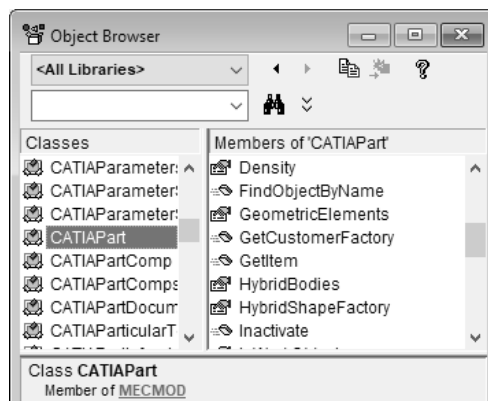 Object Browser
<All Libraries>
Classes
CATIAParameter
CATIAParameter
CATIAParameter
CATIAPart
CATIAPartComp
CATIAPartComps
CATIAPartDocum
CATIAParticularT
Members of 'CATIAPart'
Density
FindObjectByName
GeometricElements
GetCustomerFactory
GetItem
HybridBodies
HybridShapeFactory
Inactivate
Class CATIAPart
Member of MECMOD